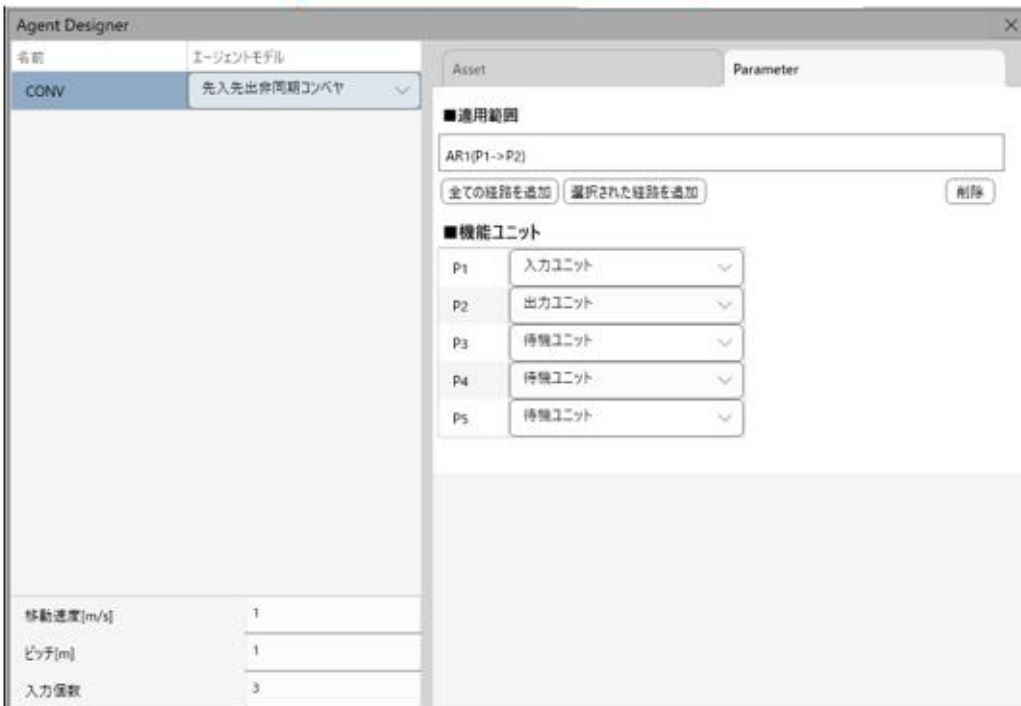 Agent Designer
名前 エージェントモデル
CONV 先入先出非同期コンベヤ
Asset Parameter
■適用範囲
AR1(P1->P2)
全ての経路を追加 選択された経路を追加 削除
■機能ユニット
P1 入力ユニット
P2 出力ユニット
P3 待機ユニット
P4 待機ユニット
P5 待機ユニット
移動速度[m/s] 1
ピッチ[m] 1
入力個数 3